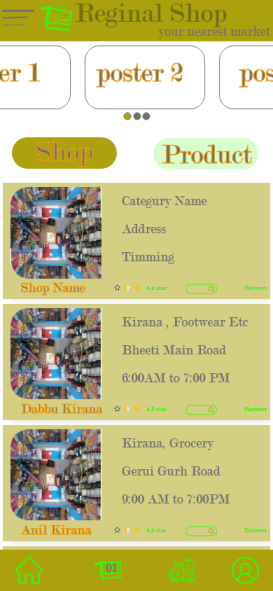 Reginal Shop
your nearest market
er 1
poster 2
pos
Shop
Product
Category Name
Address
Timming
Shop Name
4.5 star
Reviews
Kirana , Footwear Etc
Bheeti Main Road
6:00AM to 7:00 PM
Dabbu Kirana
4.3 star
Reviews
Kirana, Grocery
Gerui Gurh Road
9:00 AM to 7:00PM
Anil Kirana
4.4 star
Reviews
01